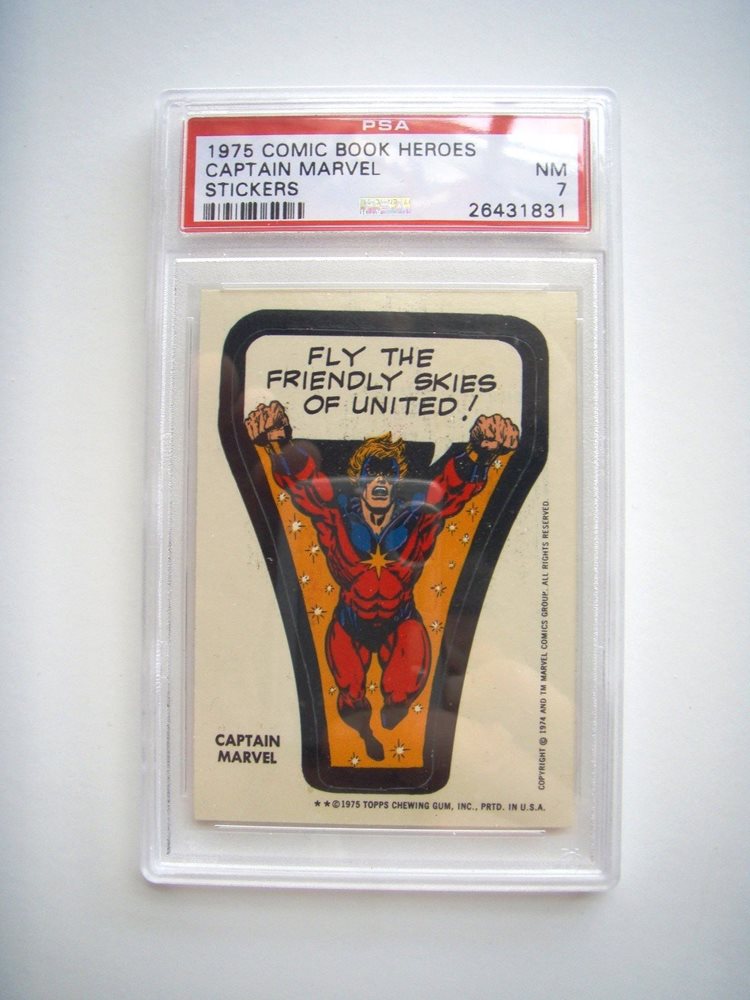 PSA
1975 COMIC BOOK HEROES
CAPTAIN MARVEL NM
STICKERS 7
26431831
FLY THE
FRIENDLY SKIES
OF UNITED!
CAPTAIN
MARVEL
COPYRIGHT © 1974 AND TM MARVEL COMICS GROUP. ALL RIGHTS RESERVED
★★©1975 TOPPS CHEWING GUM, INC., PRTD. IN U.S.A.